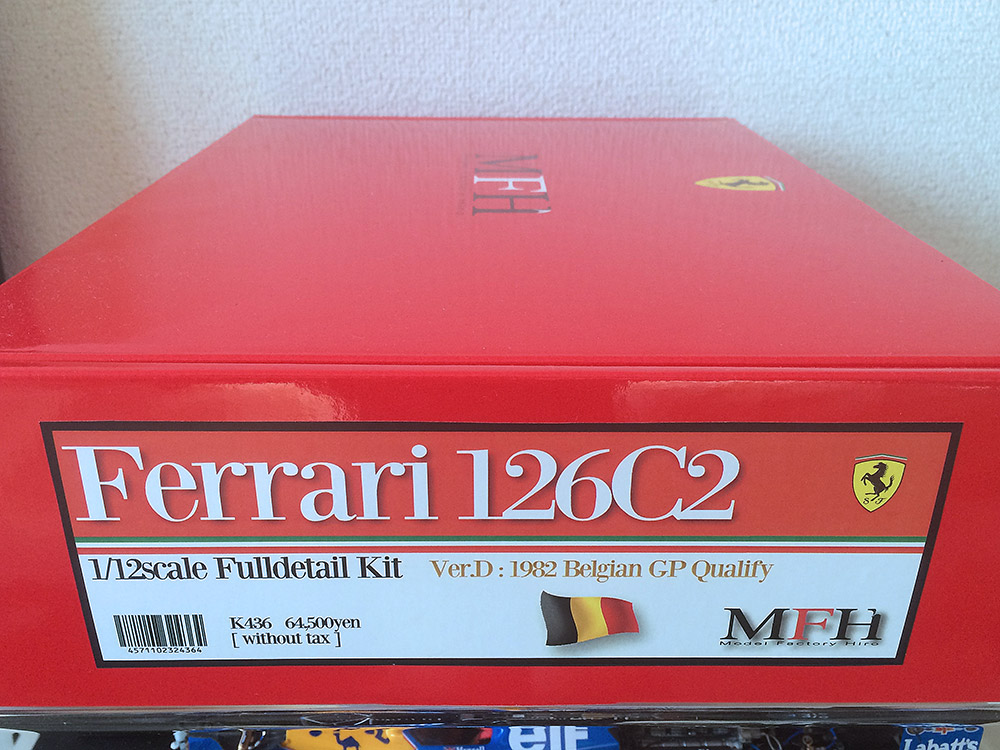 MFH
Ferrari 126C2
S F
1/12scale Fulldetail Kit Ver.D : 1982 Belgian GP Qualify
K436 64,500yen
[ without tax ]
4571102324364
MFH
Model Factory Hiro
elf
Labatt's